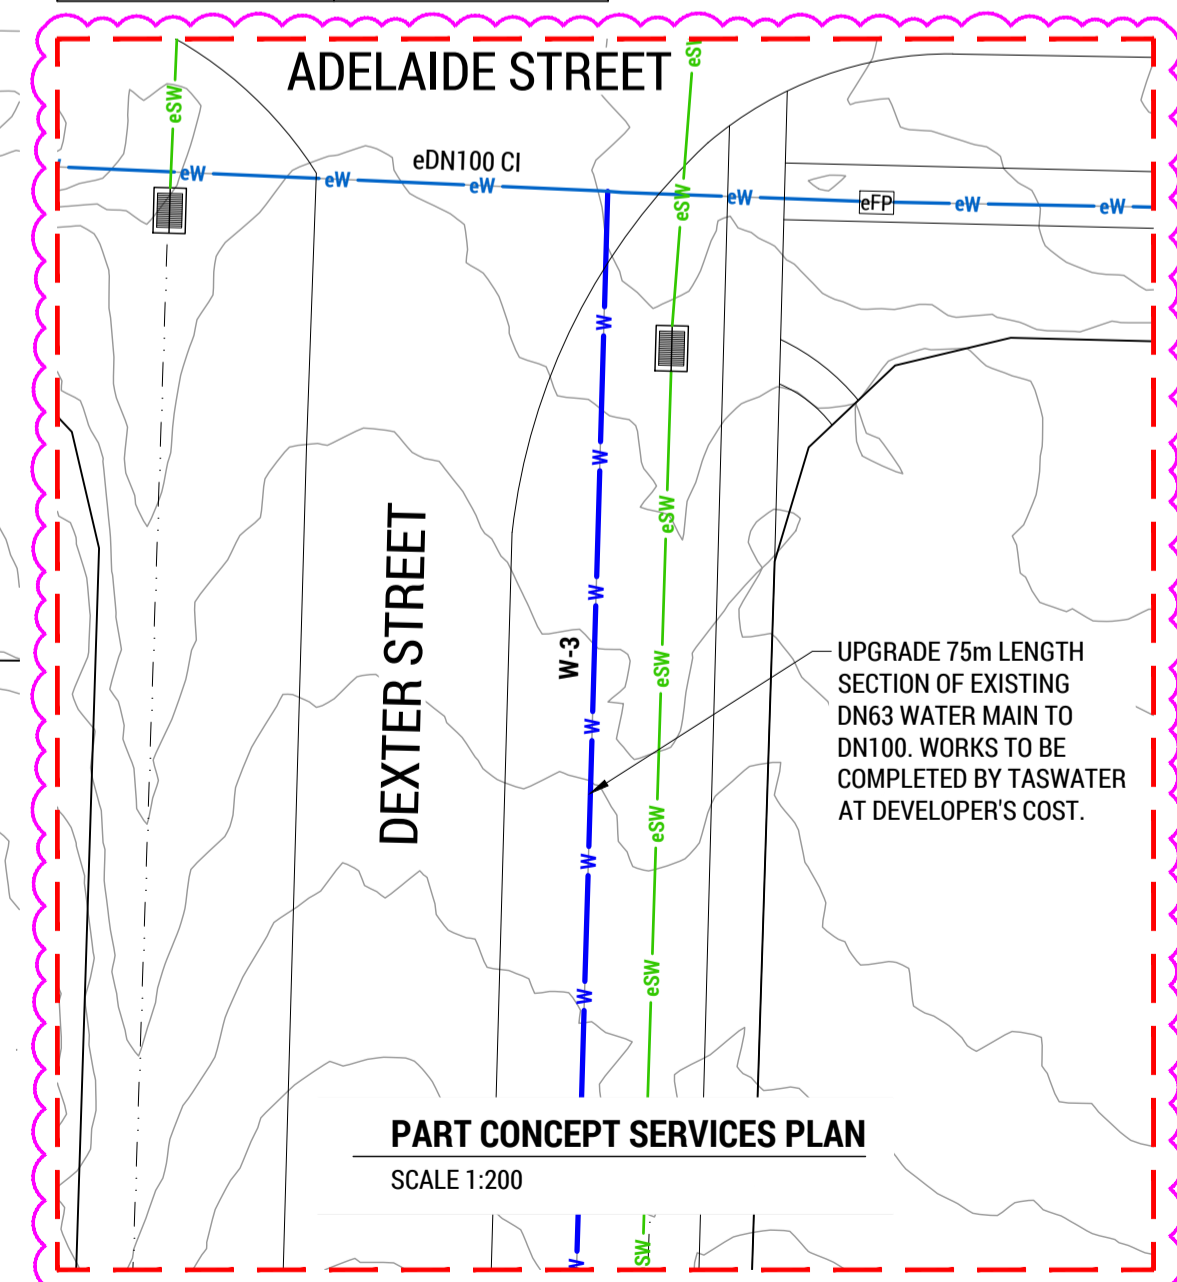 ADELAIDE STREET
eSW
eSW
eDN100 CI
eW
eW
eW
eSW
eW
eFP
eW
eW
W
W
eSW
DEXTER STREET
W
W-3
eSW
UPGRADE 75m LENGTH
SECTION OF EXISTING
DN63 WATER MAIN TO
DN100. WORKS TO BE
COMPLETED BY TASWATER
AT DEVELOPER'S COST.
W
eSW
W
eSW
W
PART CONCEPT SERVICES PLAN
SCALE 1:200
SW
W